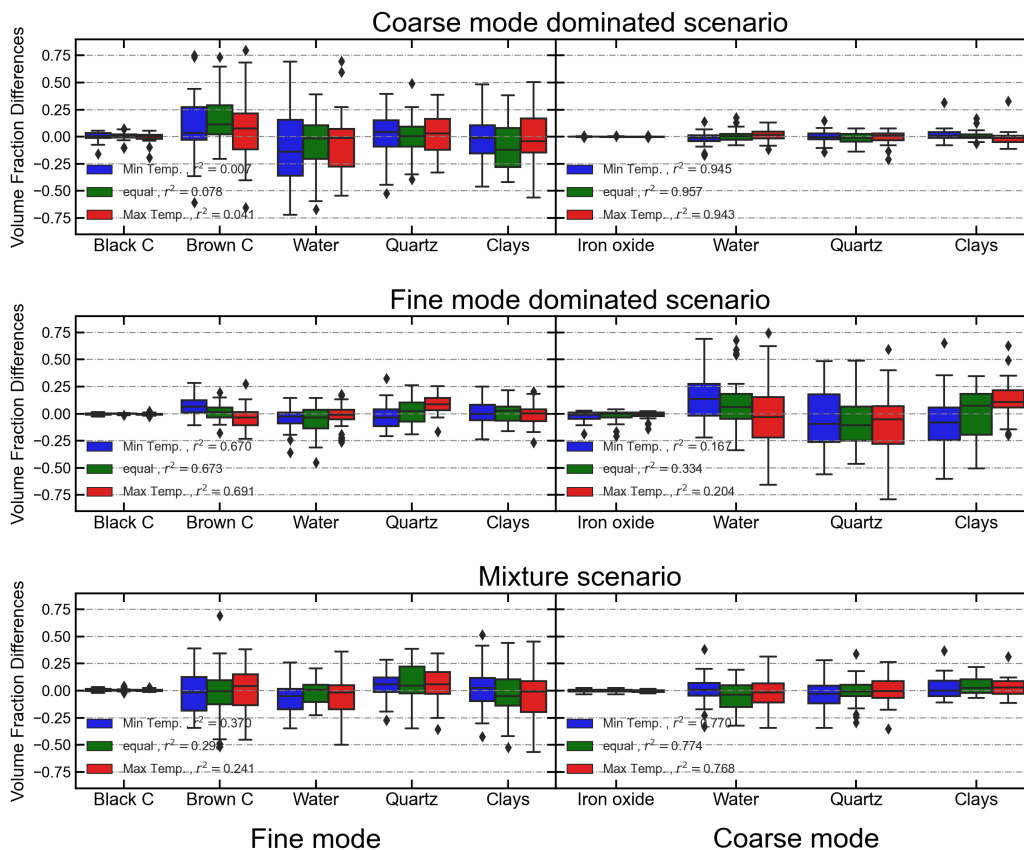 Coarse mode dominated scenario
Volume Fraction Differences
0.75
0.50
0.25
0.00
−0.25
−0.50
−0.75
Min Temp. , r² = 0.007
equal , r² = 0.078
Max Temp. , r² = 0.041
Min Temp. , r² = 0.945
equal , r² = 0.957
Max Temp. , r² = 0.943
Black C Brown C Water Quartz Clays Iron oxide Water Quartz Clays
Fine mode dominated scenario
Volume Fraction Differences
0.75
0.50
0.25
0.00
−0.25
−0.50
−0.75
Min Temp. , r² = 0.670
equal , r² = 0.673
Max Temp. , r² = 0.691
Min Temp. , r² = 0.167
equal , r² = 0.334
Max Temp. , r² = 0.204
Black C Brown C Water Quartz Clays Iron oxide Water Quartz Clays
Mixture scenario
Volume Fraction Differences
0.75
0.50
0.25
0.00
−0.25
−0.50
−0.75
Min Temp. , r² = 0.370
equal , r² =
Max Temp. , r² = 0.241
Min Temp. , r² = 0.770
equal , r² = 0.774
Max Temp. , r² = 0.768
Black C Brown C Water Quartz Clays Iron oxide Water Quartz Clays
Fine mode Coarse mode